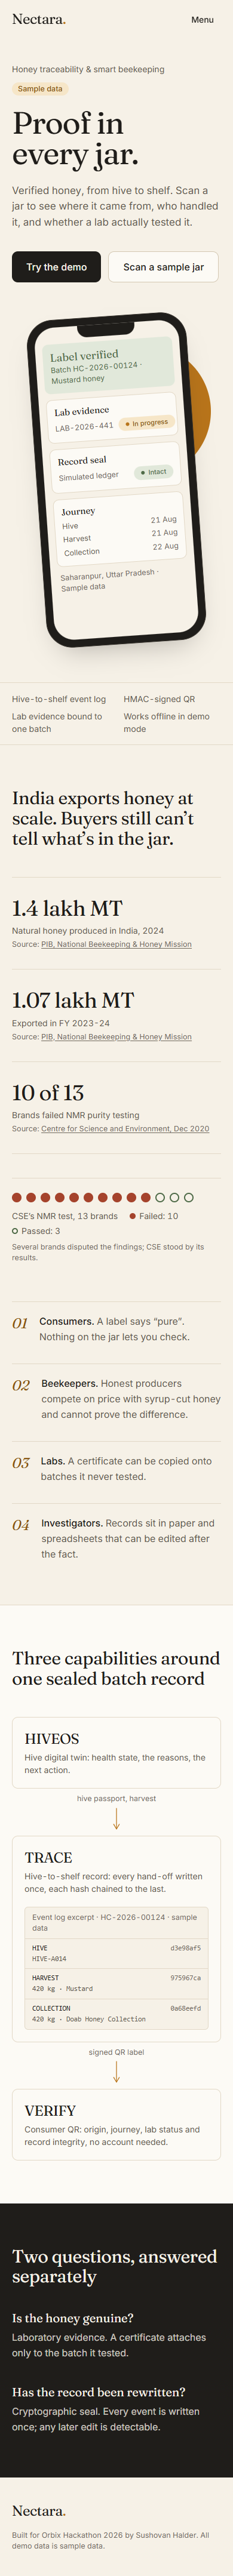 Nectara.
Menu
Honey traceability & smart beekeeping
Sample data
Proof in
every jar.
Verified honey, from hive to shelf. Scan a
jar to see where it came from, who handled
it, and whether a lab actually tested it.
Try the demo
Scan a sample jar
Label verified
Batch HC-2026-00124 ·
Mustard honey
Lab evidence
LAB-2026-441
In progress
Record seal
Simulated ledger
Intact
Journey
Hive 21 Aug
Harvest 21 Aug
Collection 22 Aug
Saharanpur, Uttar Pradesh ·
Sample data
Hive-to-shelf event log
HMAC-signed QR
Lab evidence bound to
one batch
Works offline in demo
mode
India exports honey at
scale. Buyers still can’t
tell what’s in the jar.
1.4 lakh MT
Natural honey produced in India, 2024
Source: PIB, National Beekeeping & Honey Mission
1.07 lakh MT
Exported in FY 2023-24
Source: PIB, National Beekeeping & Honey Mission
10 of 13
Brands failed NMR purity testing
Source: Centre for Science and Environment, Dec 2020
CSE’s NMR test, 13 brands Failed: 10
Passed: 3
Several brands disputed the findings; CSE stood by its
results.
01 Consumers. A label says “pure”.
Nothing on the jar lets you check.
02 Beekeepers. Honest producers
compete on price with syrup-cut honey
and cannot prove the difference.
03 Labs. A certificate can be copied onto
batches it never tested.
04 Investigators. Records sit in paper and
spreadsheets that can be edited after
the fact.
Three capabilities around
one sealed batch record
HIVEOS
Hive digital twin: health state, the reasons, the
next action.
hive passport, harvest
TRACE
Hive-to-shelf record: every hand-off written
once, each hash chained to the last.
Event log excerpt · HC-2026-00124 · sample
data
HIVE d3e98af5
HIVE-A014
HARVEST 975967ca
420 kg · Mustard
COLLECTION 0a68eefd
420 kg · Doab Honey Collection
signed QR label
VERIFY
Consumer QR: origin, journey, lab status and
record integrity, no account needed.
Two questions, answered
separately
Is the honey genuine?
Laboratory evidence. A certificate attaches
only to the batch it tested.
Has the record been rewritten?
Cryptographic seal. Every event is written
once; any later edit is detectable.
Nectara.
Built for Orbix Hackathon 2026 by Sushovan Halder. All
demo data is sample data.